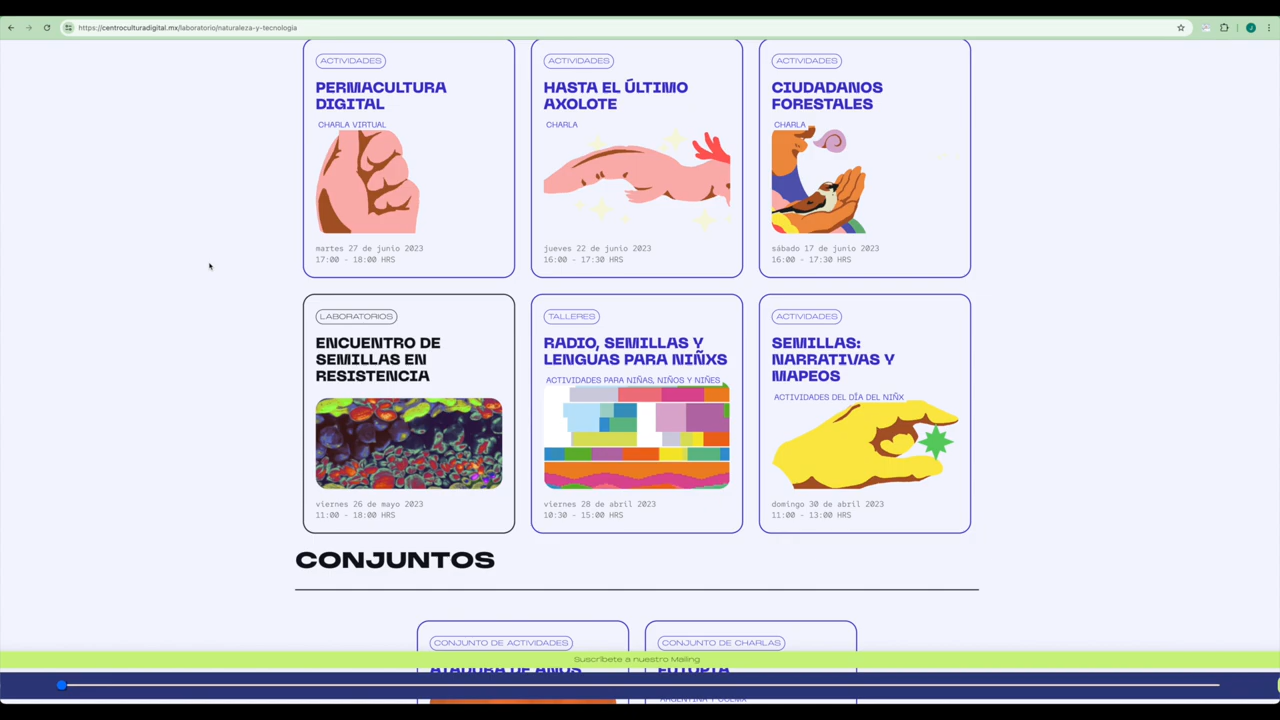 https://centroculturadigital.mx/laboratorio/naturaleza-y-tecnologia
ACTIVIDADES
PERMACULTURA
DIGITAL
CHARLA VIRTUAL
martes 27 de junio 2023
17:00 - 18:00 HRS
ACTIVIDADES
HASTA EL ÚLTIMO
AXOLOTE
CHARLA
jueves 22 de junio 2023
16:00 - 17:30 HRS
ACTIVIDADES
CIUDADANOS
FORESTALES
CHARLA
sábado 17 de junio 2023
16:00 - 17:30 HRS
LABORATORIOS
ENCUENTRO DE
SEMILLAS EN
RESISTENCIA
viernes 26 de mayo 2023
11:00 - 18:00 HRS
TALLERES
RADIO, SEMILLAS Y
LENGUAS PARA NIÑXS
ACTIVIDADES PARA NIÑAS, NIÑOS Y NIÑES
viernes 28 de abril 2023
10:30 - 15:00 HRS
ACTIVIDADES
SEMILLAS:
NARRATIVAS Y
MAPEOS
ACTIVIDADES DEL DÍA DEL NIÑX
domingo 30 de abril 2023
11:00 - 13:00 HRS
CONJUNTOS
CONJUNTO DE ACTIVIDADES
ATADURA DE AÑOS
CONJUNTO DE CHARLAS
Suscríbete a nuestro Mailing